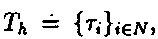 T_h ≐ {τ_i}_{i∈N},